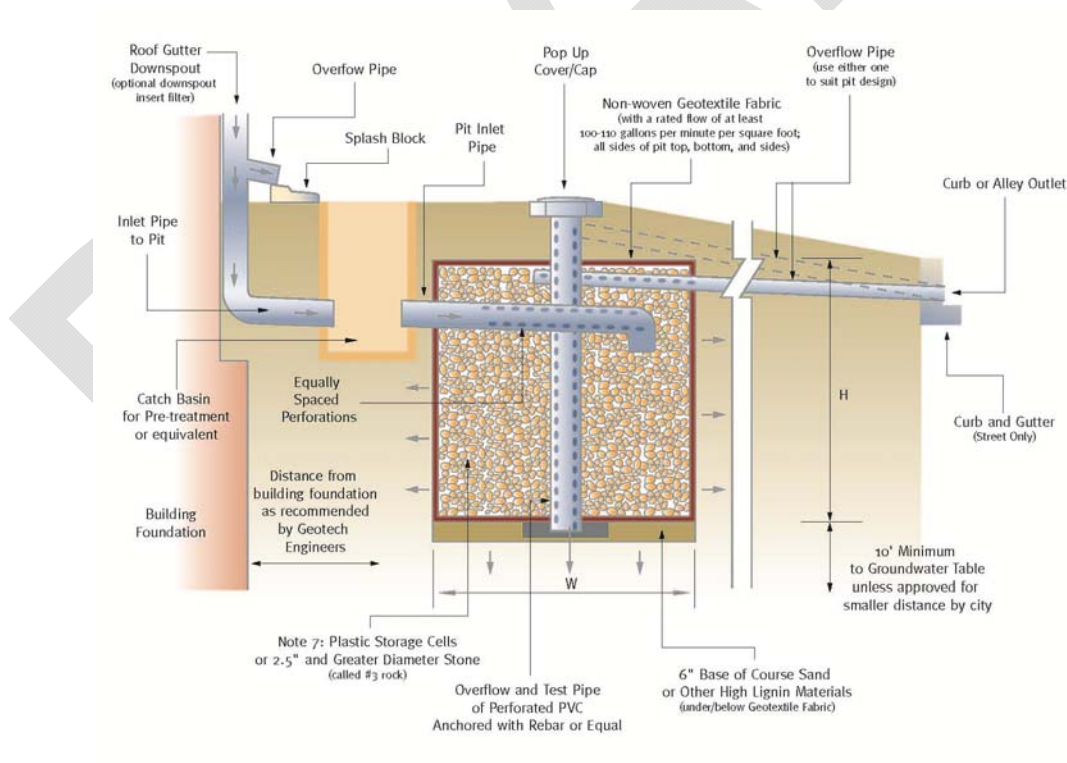 Roof Gutter
Downspout
(optional downspout
insert filter)
Overfow Pipe
Splash Block
Pit Inlet
Pipe
Pop Up
Cover/Cap
Non-woven Geotextile Fabric
(with a rated flow of at least
100-110 gallons per minute per square foot;
all sides of pit top, bottom, and sides)
Overflow Pipe
(use either one
to suit pit design)
Curb or Alley Outlet
Inlet Pipe
to Pit
Catch Basin
for Pre-treatment
or equivalent
Equally
Spaced
Perforations
H
Curb and Gutter
(Street Only)
Building
Foundation
Distance from
building foundation
as recommended
by Geotech
Engineers
W
10' Minimum
to Groundwater Table
unless approved for
smaller distance by city
Note 7: Plastic Storage Cells
or 2.5" and Greater Diameter Stone
(called #3 rock)
Overflow and Test Pipe
of Perforated PVC
Anchored with Rebar or Equal
6" Base of Course Sand
or Other High Lignin Materials
(under/below Geotextile Fabric)